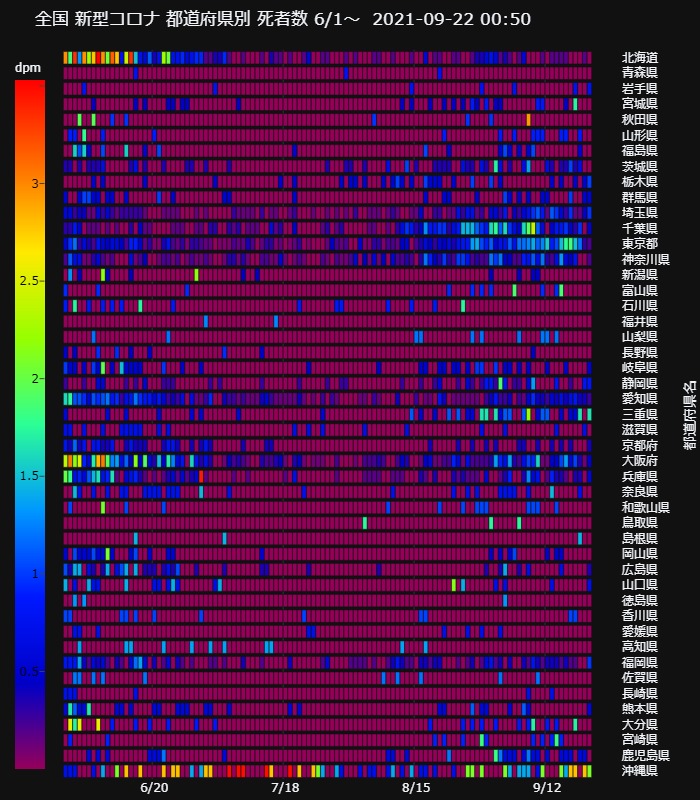 全国 新型コロナ 都道府県別 死者数 6/1～ 2021-09-22 00:50
dpm
3
2.5
2
1.5
1
0.5
北海道
青森県
岩手県
宮城県
秋田県
山形県
福島県
茨城県
栃木県
群馬県
埼玉県
千葉県
東京都
神奈川県
新潟県
富山県
石川県
福井県
山梨県
長野県
岐阜県
静岡県
愛知県
三重県
滋賀県
京都府
大阪府
兵庫県
奈良県
和歌山県
鳥取県
島根県
岡山県
広島県
山口県
徳島県
香川県
愛媛県
高知県
福岡県
佐賀県
長崎県
熊本県
大分県
宮崎県
鹿児島県
沖縄県
都道府県名
6/20 7/18 8/15 9/12